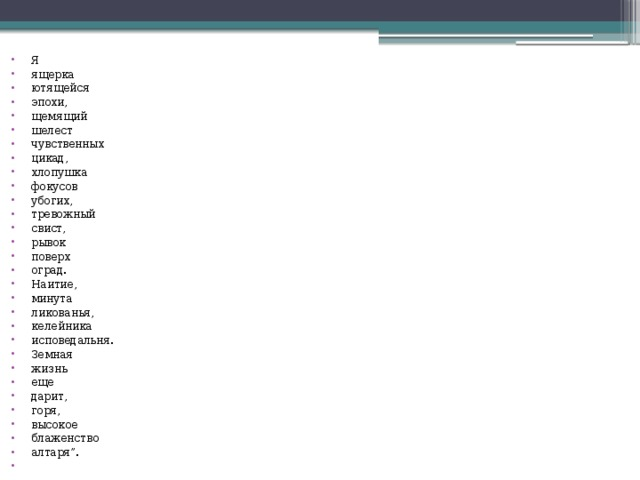 Я
ящерка
ютящейся
эпохи,
щемящий
шелест
чувственных
цикад,
хлопушка
фокусов
убогих,
тревожный
свист,
рывок
поверх
оград.
Наитие,
минута
ликованья,
келейника
исповедальня.
Земная
жизнь
еще
дарит,
горя,
высокое
блаженство
алтаря”.